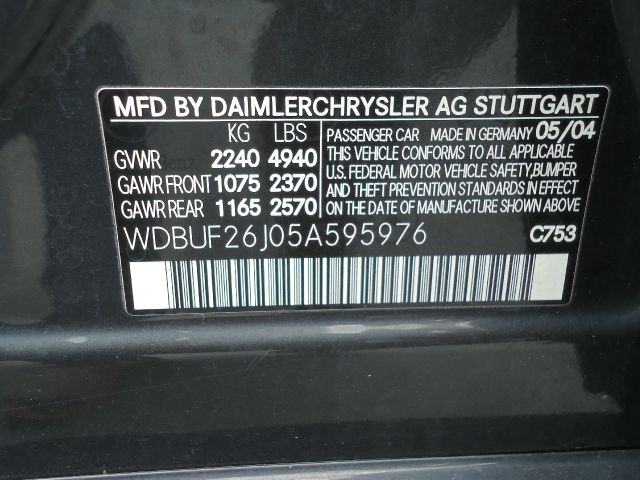 MFD BY DAIMLERCHRYSLER AG STUTTGART
KG LBS
GVWR 2240 4940
GAWR FRONT 1075 2370
GAWR REAR 1165 2570
PASSENGER CAR MADE IN GERMANY 05/04
THIS VEHICLE CONFORMS TO ALL APPLICABLE
U.S. FEDERAL MOTOR VEHICLE SAFETY, BUMPER
AND THEFT PREVENTION STANDARDS IN EFFECT
ON THE DATE OF MANUFACTURE SHOWN ABOVE
WDBUF26J05A595976 C753